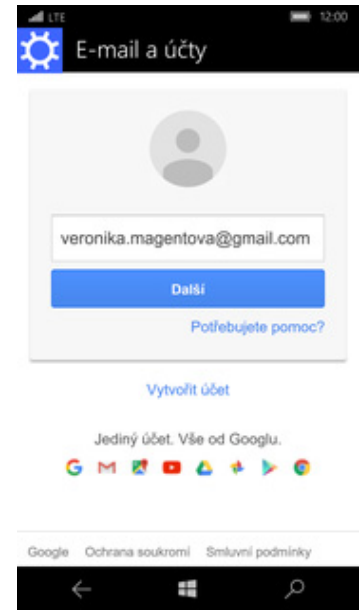 LTE 12:00
E-mail a účty
veronika.magentova@gmail.com
Další
Potřebujete pomoc?
Vytvořit účet
Jediný účet. Vše od Googlu.
Google Ochrana soukromí Smluvní podmínky